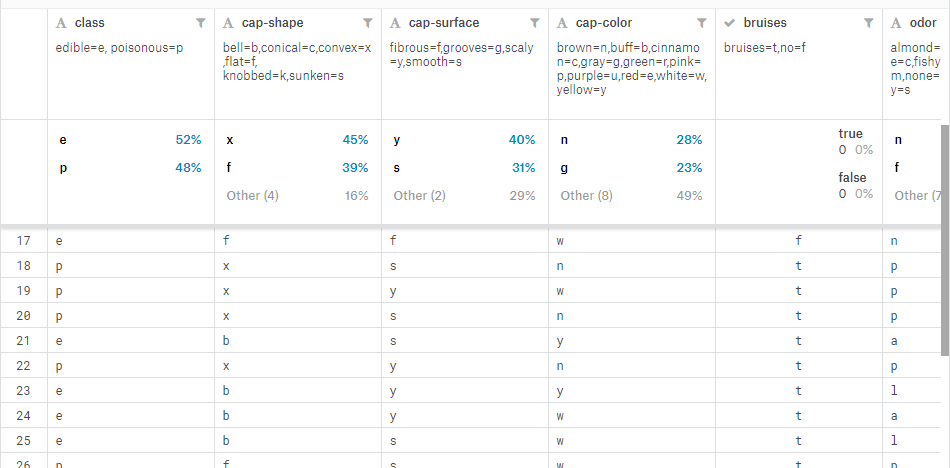 A class A cap-shape A cap-surface A cap-color bruises A odor
edible=e, poisonous=p bell=b,conical=c,convex=x fibrous=f,grooves=g,scaly brown=n,buff=b,cinnamo bruises=t,no=f almond=
,flat=f, =y,smooth=s n=c,gray=g,green=r,pink= e=c,fishy
knobbed=k,sunken=s p,purple=u,red=e,white=w, m,none=
yellow=y y=s
e 52% x 45% y 40% n 28% true n
0 0%
p 48% f 39% s 31% g 23% false f
Other (4) 16% Other (2) 29% Other (8) 49% 0 0% Other (7
17 e f f w f n
18 p x s n t p
19 p x y w t p
20 p x s n t p
21 e b s y t a
22 p x y n t p
23 e b y y t l
24 e b y w t a
25 e b s w t l
26 p f s w t p